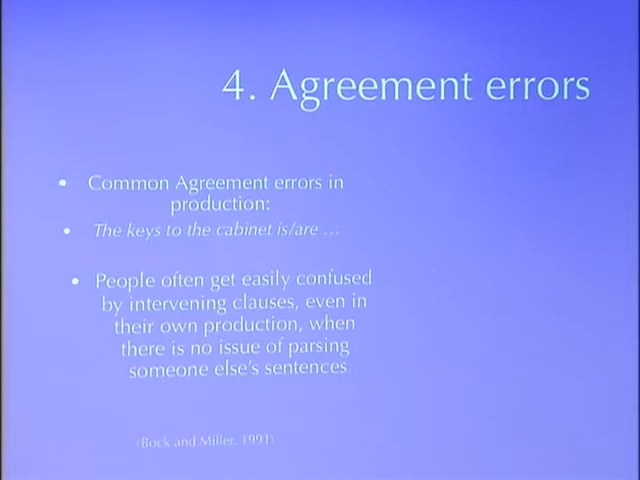 4. Agreement errors
• Common Agreement errors in
production:
• The keys to the cabinet is/are …
• People often get easily confused
by intervening clauses, even in
their own production, when
there is no issue of parsing
someone else's sentences
(Bock and Miller, 1991)